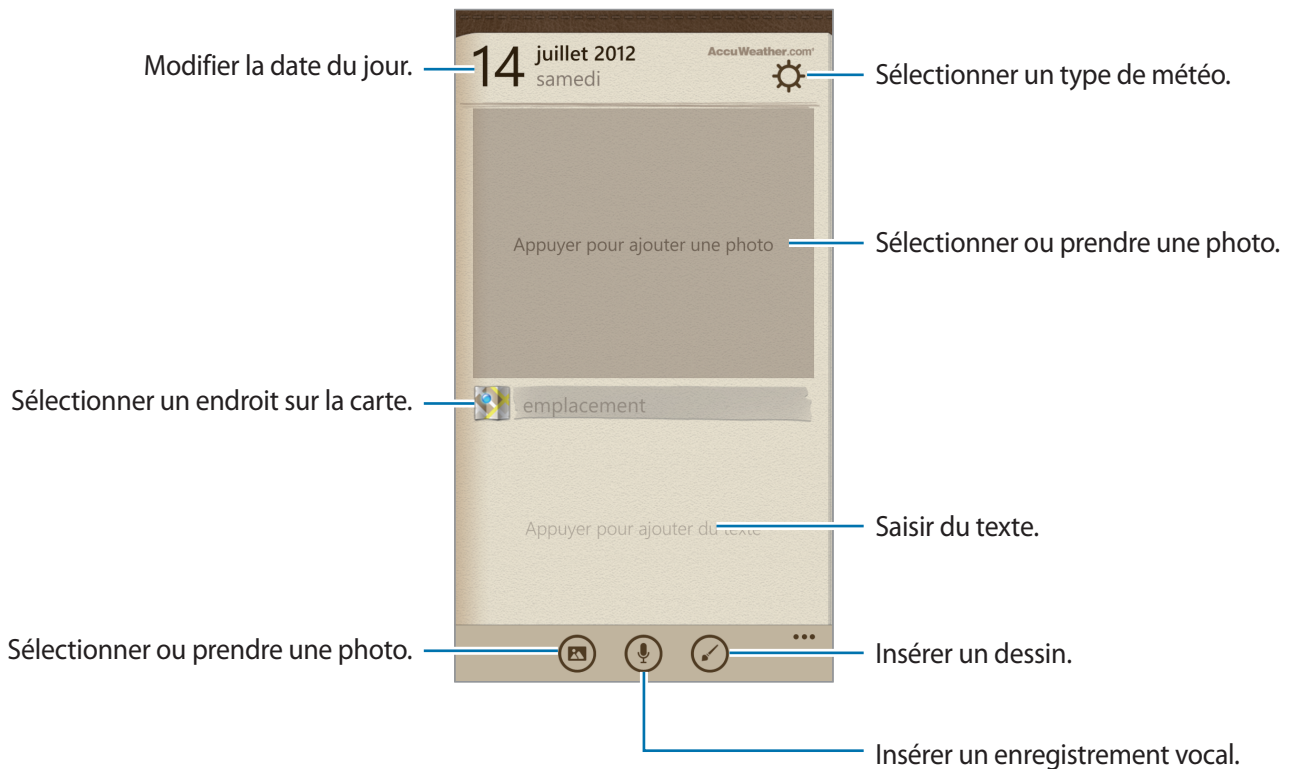 juillet 2012
AccuWeather.com
Modifier la date du jour.
14
samedi
Sélectionner un type de météo.
Appuyer pour ajouter une photo
Sélectionner ou prendre une photo.
Sélectionner un endroit sur la carte.
emplacement
Appuyer pour ajouter du texte
Saisir du texte.
Sélectionner ou prendre une photo.
Insérer un dessin.
Insérer un enregistrement vocal.